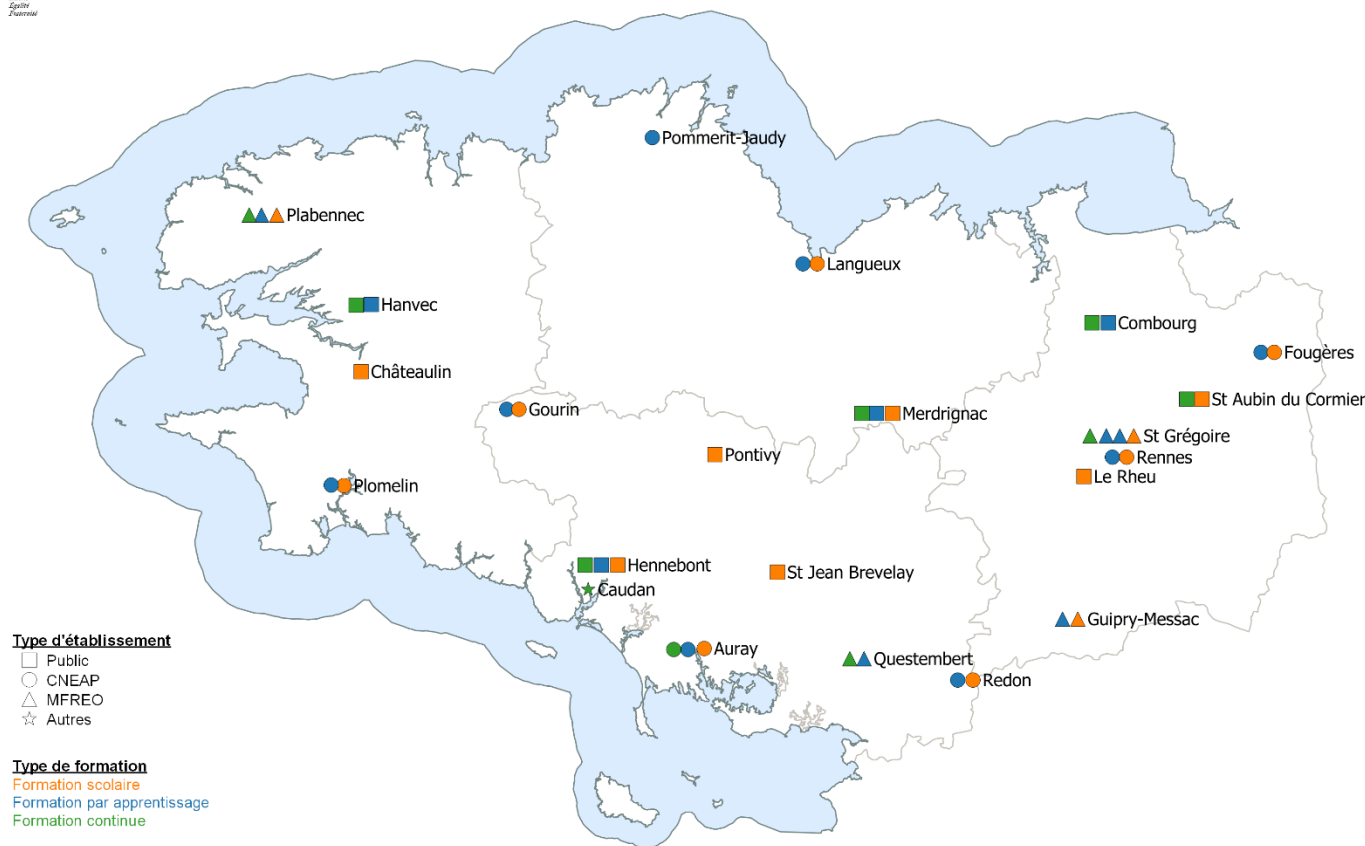 Égalité
Fraternité
Pommerit-Jaudy
Plabennec
Langueux
Hanvec
Combourg
Fougères
Châteaulin
St Aubin du Cormier
Gourin
Merdrignac
St Grégoire
Pontivy
Rennes
Le Rheu
Plomelin
Hennebont
St Jean Brevelay
Caudan
Guipry-Messac
Auray
Questembert
Redon
Type d'établissement
Public
CNEAP
MFREO
Autres
Type de formation
Formation scolaire
Formation par apprentissage
Formation continue